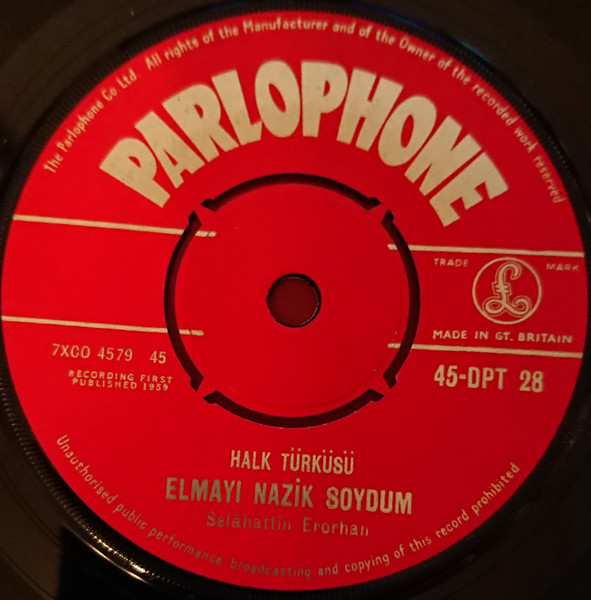 The Parlophone Co Ltd. All rights of the Manufacturer and of the Owner of the recorded work reserved
PARLOPHONE
TRADE MARK
£
MADE IN GT. BRITAIN
7XCO 4579 45
RECORDING FIRST
PUBLISHED 1959
45-DPT 28
HALK TÜRKÜSÜ
ELMAYI NAZİK SOYDUM
Selâhattin Erorhan
Unauthorised public performance broadcasting and copying of this record prohibited